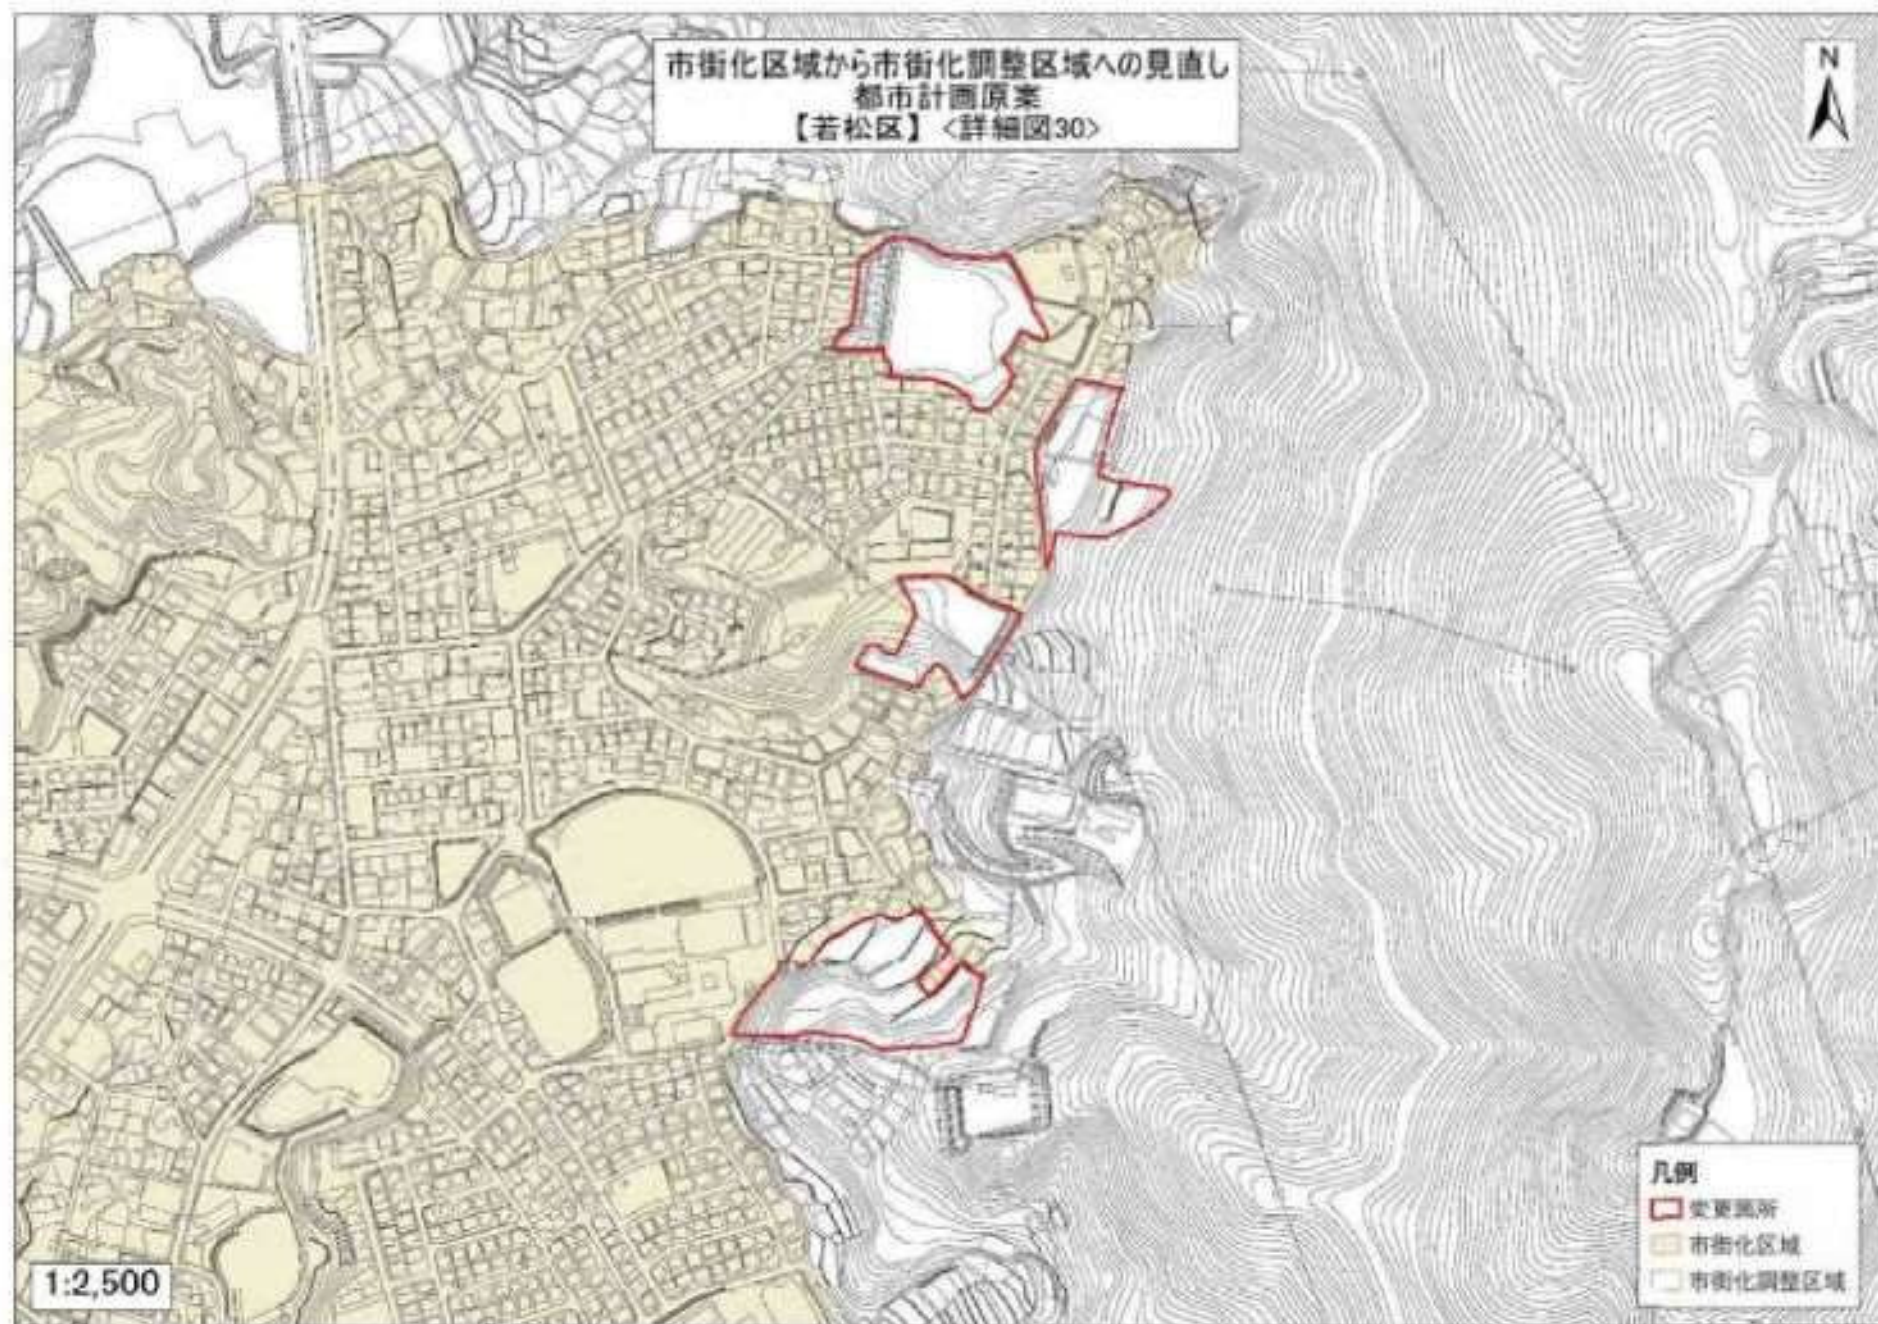 市街化区域から市街化調整区域への見直し
都市計画原案
【若松区】<詳細図30>
N
凡例
変更箇所
市街化区域
市街化調整区域
1:2,500